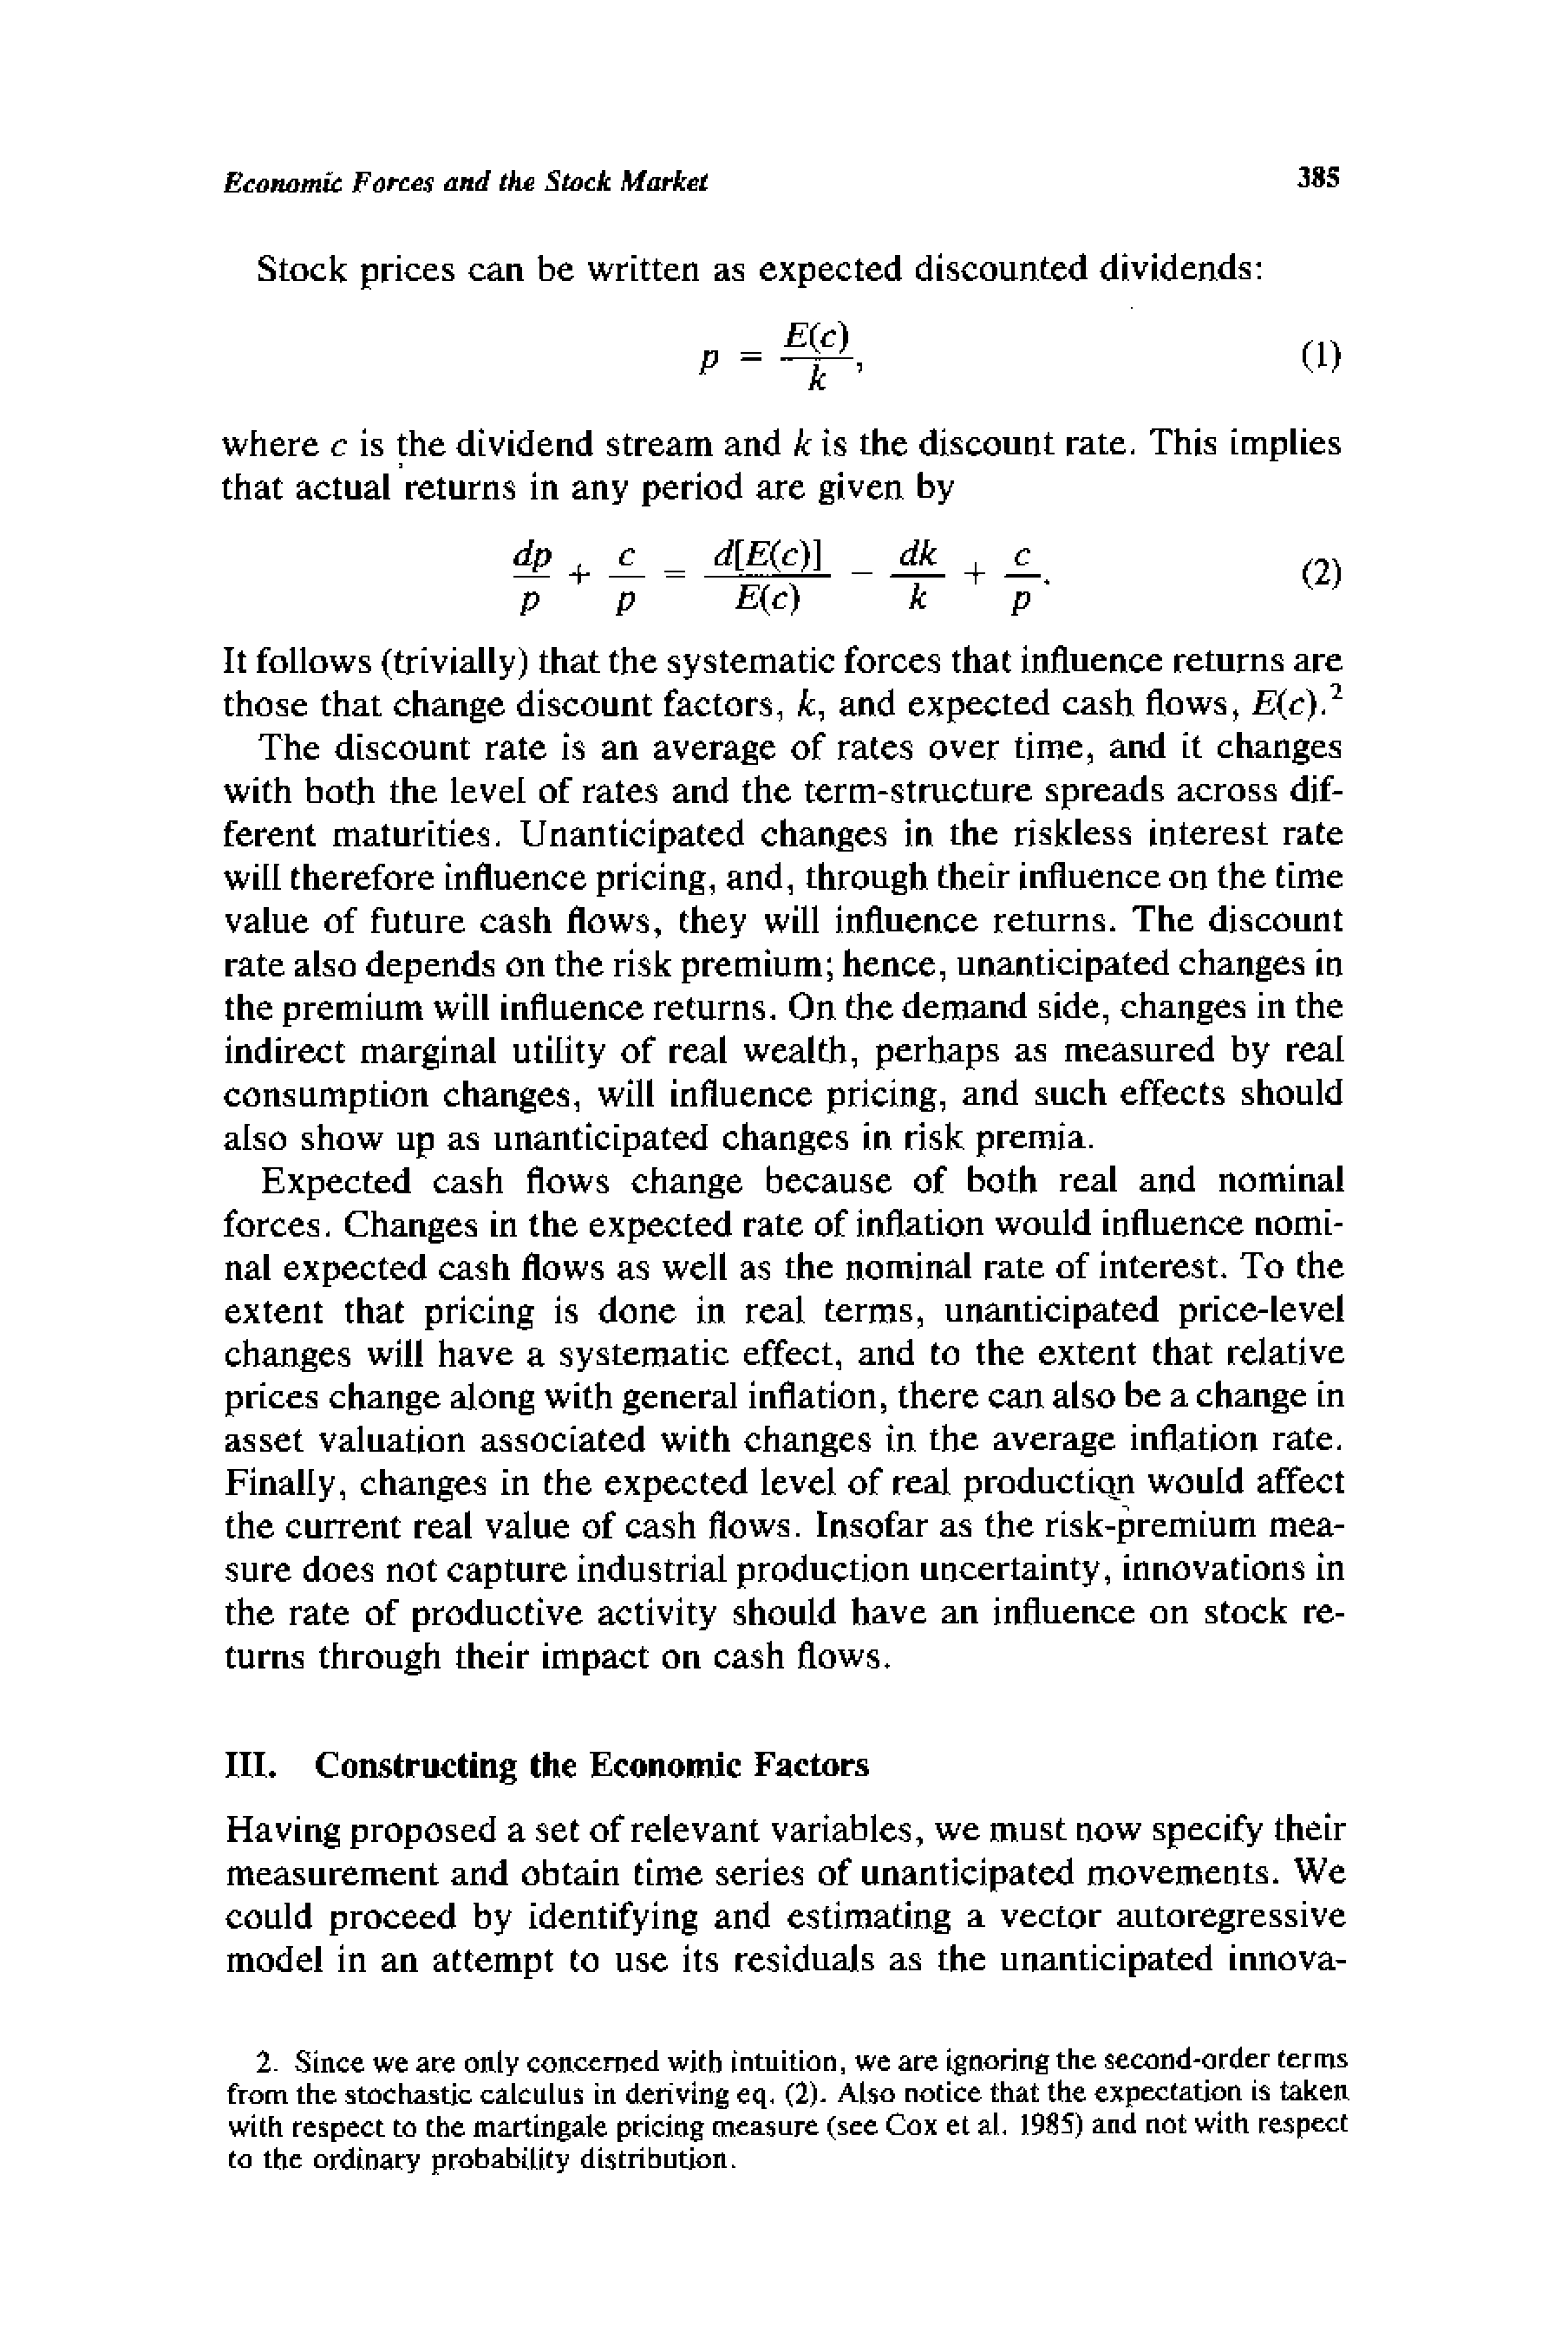 Economic Forces and the Stock Market 385
Stock prices can be written as expected discounted dividends:
p = E(c)/k, (1)
where c is the dividend stream and k is the discount rate. This implies
that actual returns in any period are given by
dp/p + c/p = d[E(c)]/E(c) − dk/k + c/p. (2)
It follows (trivially) that the systematic forces that influence returns are
those that change discount factors, k, and expected cash flows, E(c).²
The discount rate is an average of rates over time, and it changes
with both the level of rates and the term-structure spreads across dif-
ferent maturities. Unanticipated changes in the riskless interest rate
will therefore influence pricing, and, through their influence on the time
value of future cash flows, they will influence returns. The discount
rate also depends on the risk premium; hence, unanticipated changes in
the premium will influence returns. On the demand side, changes in the
indirect marginal utility of real wealth, perhaps as measured by real
consumption changes, will influence pricing, and such effects should
also show up as unanticipated changes in risk premia.
Expected cash flows change because of both real and nominal
forces. Changes in the expected rate of inflation would influence nomi-
nal expected cash flows as well as the nominal rate of interest. To the
extent that pricing is done in real terms, unanticipated price-level
changes will have a systematic effect, and to the extent that relative
prices change along with general inflation, there can also be a change in
asset valuation associated with changes in the average inflation rate.
Finally, changes in the expected level of real production would affect
the current real value of cash flows. Insofar as the risk-premium mea-
sure does not capture industrial production uncertainty, innovations in
the rate of productive activity should have an influence on stock re-
turns through their impact on cash flows.
III. Constructing the Economic Factors
Having proposed a set of relevant variables, we must now specify their
measurement and obtain time series of unanticipated movements. We
could proceed by identifying and estimating a vector autoregressive
model in an attempt to use its residuals as the unanticipated innova-
2. Since we are only concerned with intuition, we are ignoring the second-order terms
from the stochastic calculus in deriving eq. (2). Also notice that the expectation is taken
with respect to the martingale pricing measure (see Cox et al. 1985) and not with respect
to the ordinary probability distribution.